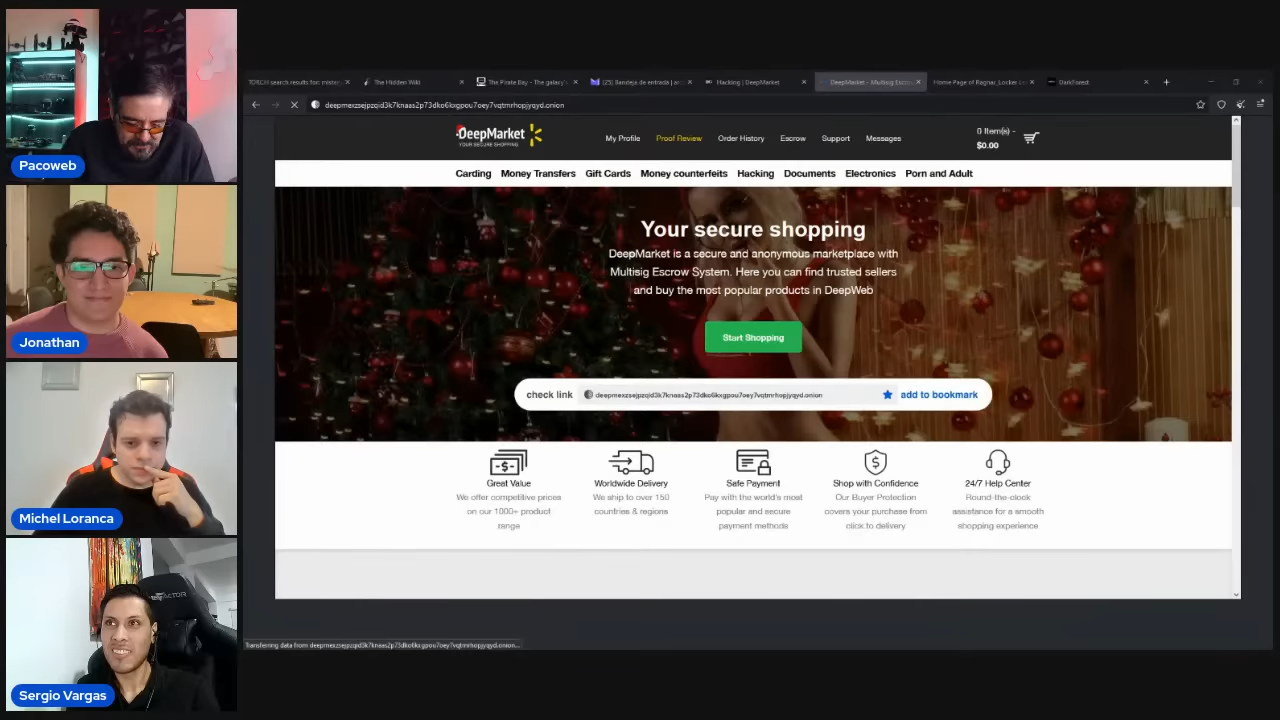 Pacoweb
Jonathan
Michel Loranca
Sergio Vargas
TORCH search results for: mister
The Hidden Wiki
The Pirate Bay - The galaxy's
(25) Bandeja de entrada |
Hacking | DeepMarket
DeepMarket - Multisig Escro
Home Page of Ragnar_Locker
DarkForest
DeepMarket
YOUR SECURE SHOPPING
My Profile
Proof Review
Order History
Escrow
Support
Messages
0 Item(s) -
$0.00
Carding
Money Transfers
Gift Cards
Money counterfeits
Hacking
Documents
Electronics
Porn and Adult
Your secure shopping
DeepMarket is a secure and anonymous marketplace with
Multisig Escrow System. Here you can find trusted sellers
and buy the most popular products in DeepWeb
Start Shopping
check link
add to bookmark
Great Value
We offer competitive prices
on our 1000+ product
range
Worldwide Delivery
We ship to over 150
countries & regions
Safe Payment
Pay with the world's most
popular and secure
payment methods
Shop with Confidence
Our Buyer Protection
covers your purchase from
click to delivery
24/7 Help Center
Round-the-clock
assistance for a smooth
shopping experience
Transferring data from